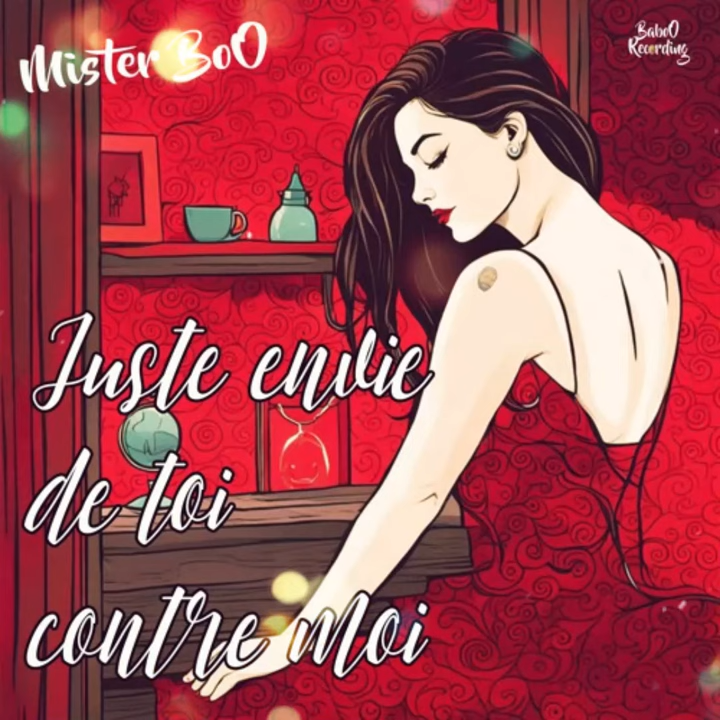 Mister BoO
BaboO
Recording
Juste envie
de toi
contre moi